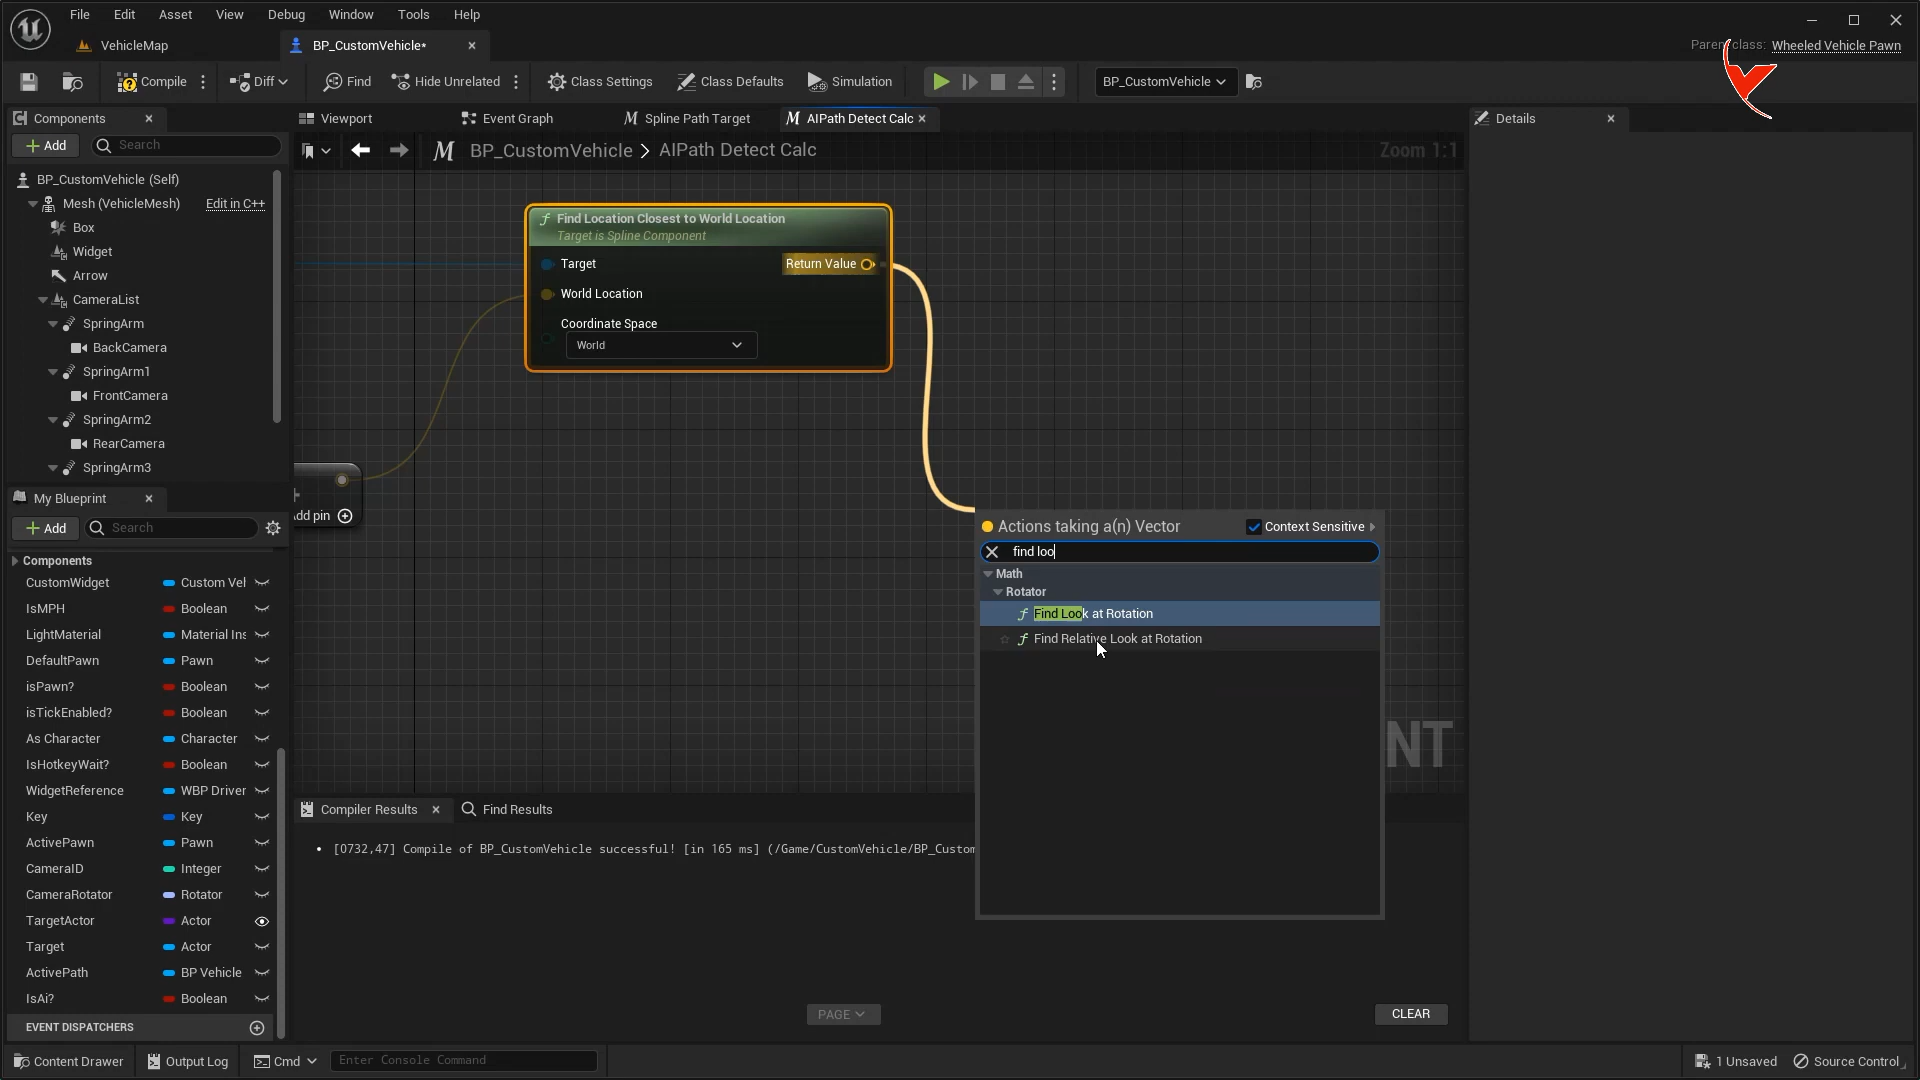 File Edit Asset View Debug Window Tools Help
VehicleMap
BP_CustomVehicle*
Parent class: Wheeled Vehicle Pawn
Compile
Diff
Find
Hide Unrelated
Class Settings
Class Defaults
Simulation
BP_CustomVehicle
Components
Viewport
Event Graph
Spline Path Target
AIPath Detect Calc
Details
Add
Search
BP_CustomVehicle > AIPath Detect Calc
Zoom 1:1
BP_CustomVehicle (Self)
Mesh (VehicleMesh)
Edit in C++
Box
Widget
Arrow
CameraList
SpringArm
BackCamera
SpringArm1
FrontCamera
SpringArm2
RearCamera
SpringArm3
Find Location Closest to World Location
Target is Spline Component
Target
Return Value
World Location
Coordinate Space
World
dd pin
Actions taking a(n) Vector
Context Sensitive
find loo
Math
Rotator
Find Look at Rotation
Find Relative Look at Rotation
NT
My Blueprint
Add
Search
Components
CustomWidget Custom Veh
IsMPH Boolean
LightMaterial Material Ins
DefaultPawn Pawn
isPawn? Boolean
isTickEnabled? Boolean
As Character Character
IsHotkeyWait? Boolean
WidgetReference WBP Driver
Key Key
ActivePawn Pawn
CameraID Integer
CameraRotator Rotator
TargetActor Actor
Target Actor
ActivePath BP Vehicle
IsAi? Boolean
EVENT DISPATCHERS
Compiler Results
Find Results
[0732,47] Compile of BP_CustomVehicle successful! [in 165 ms] (/Game/CustomVehicle/BP_Custom
PAGE
CLEAR
Content Drawer
Output Log
Cmd
Enter Console Command
1 Unsaved
Source Control